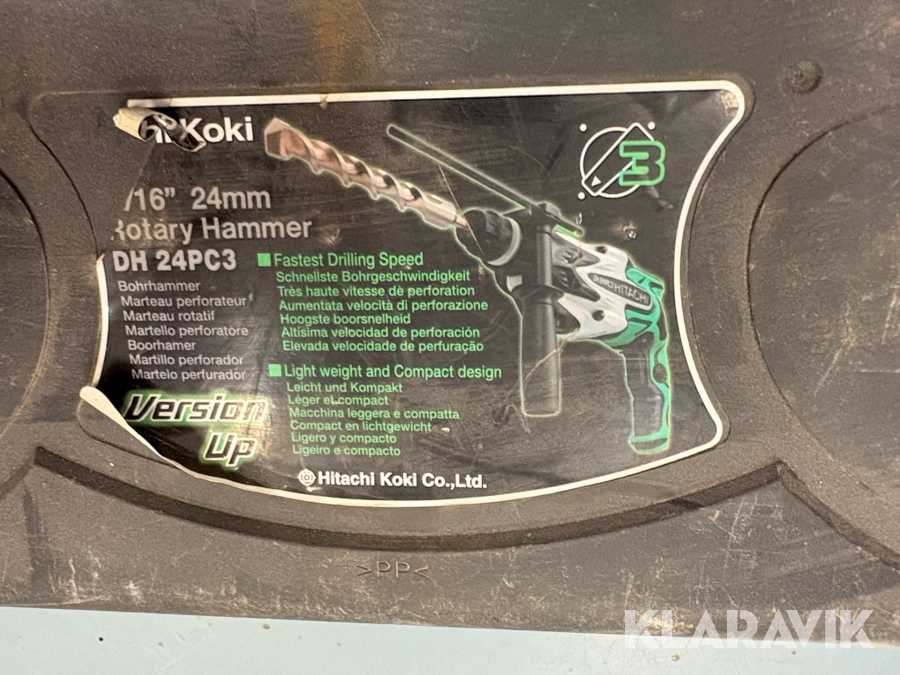 Koki
/16" 24mm
Rotary Hammer
DH 24PC3
Bohrhammer
Marteau perforateur
Marteau rotatif
Martello perforatore
Boorhamer
Martillo perforador
Martelo perfurador
Version
Up
Fastest Drilling Speed
Schnellste Bohrgeschwindigkeit
Très haute vitesse de perforation
Aumentata velocità di perforazione
Hoogste boorsnelheid
Altísima velocidad de perforación
Elevada velocidade de perfuração
Light weight and Compact design
Leicht und Kompakt
Léger et compact
Macchina leggera e compatta
Compact en lichtgewicht
Ligero y compacto
Ligeiro e compacto
Hitachi Koki Co.,Ltd.
3
HITACHI
>PP<
KLARAVIK